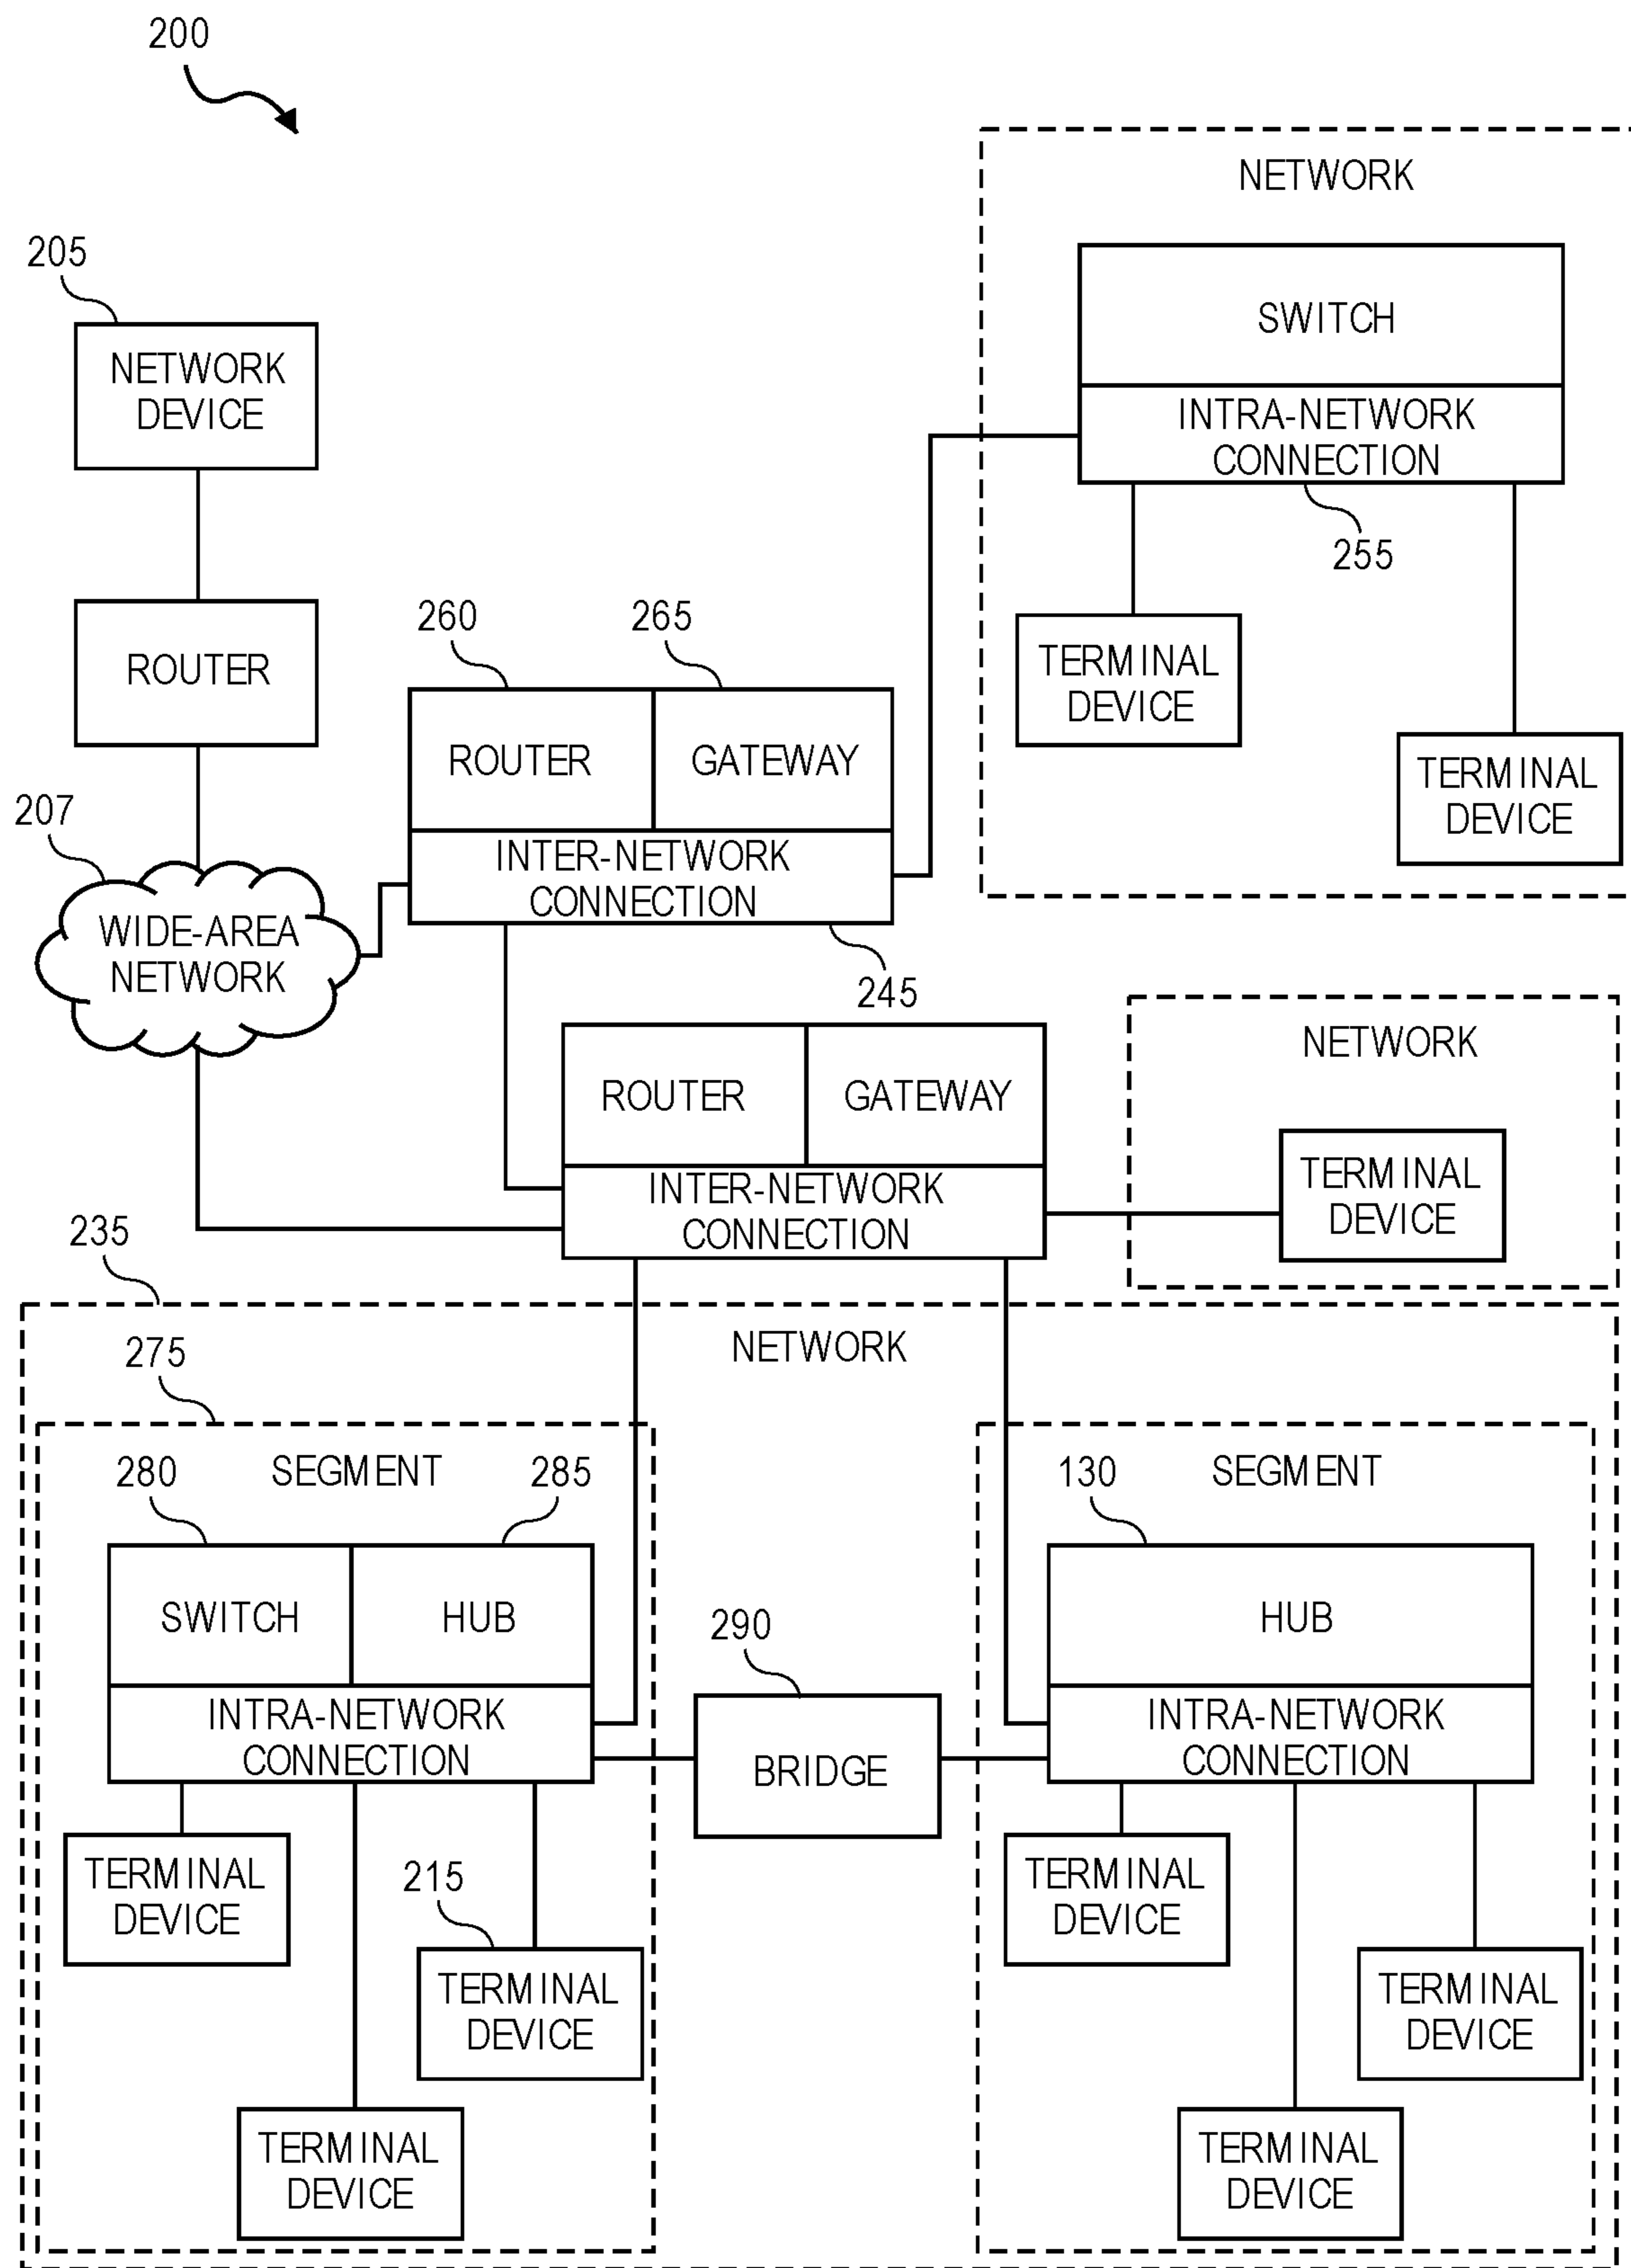 200
NETWORK
205
NETWORK
DEVICE
SWITCH
INTRA-NETWORK
CONNECTION
255
ROUTER
260
265
ROUTER
GATEWAY
INTER-NETWORK
CONNECTION
245
TERMINAL
DEVICE
TERMINAL
DEVICE
207
WIDE-AREA
NETWORK
ROUTER
GATEWAY
INTER-NETWORK
CONNECTION
NETWORK
TERMINAL
DEVICE
235
NETWORK
275
SEGMENT
280
285
SWITCH
HUB
INTRA-NETWORK
CONNECTION
290
BRIDGE
SEGMENT
130
HUB
INTRA-NETWORK
CONNECTION
TERMINAL
DEVICE
215
TERMINAL
DEVICE
TERMINAL
DEVICE
TERMINAL
DEVICE
TERMINAL
DEVICE
TERMINAL
DEVICE